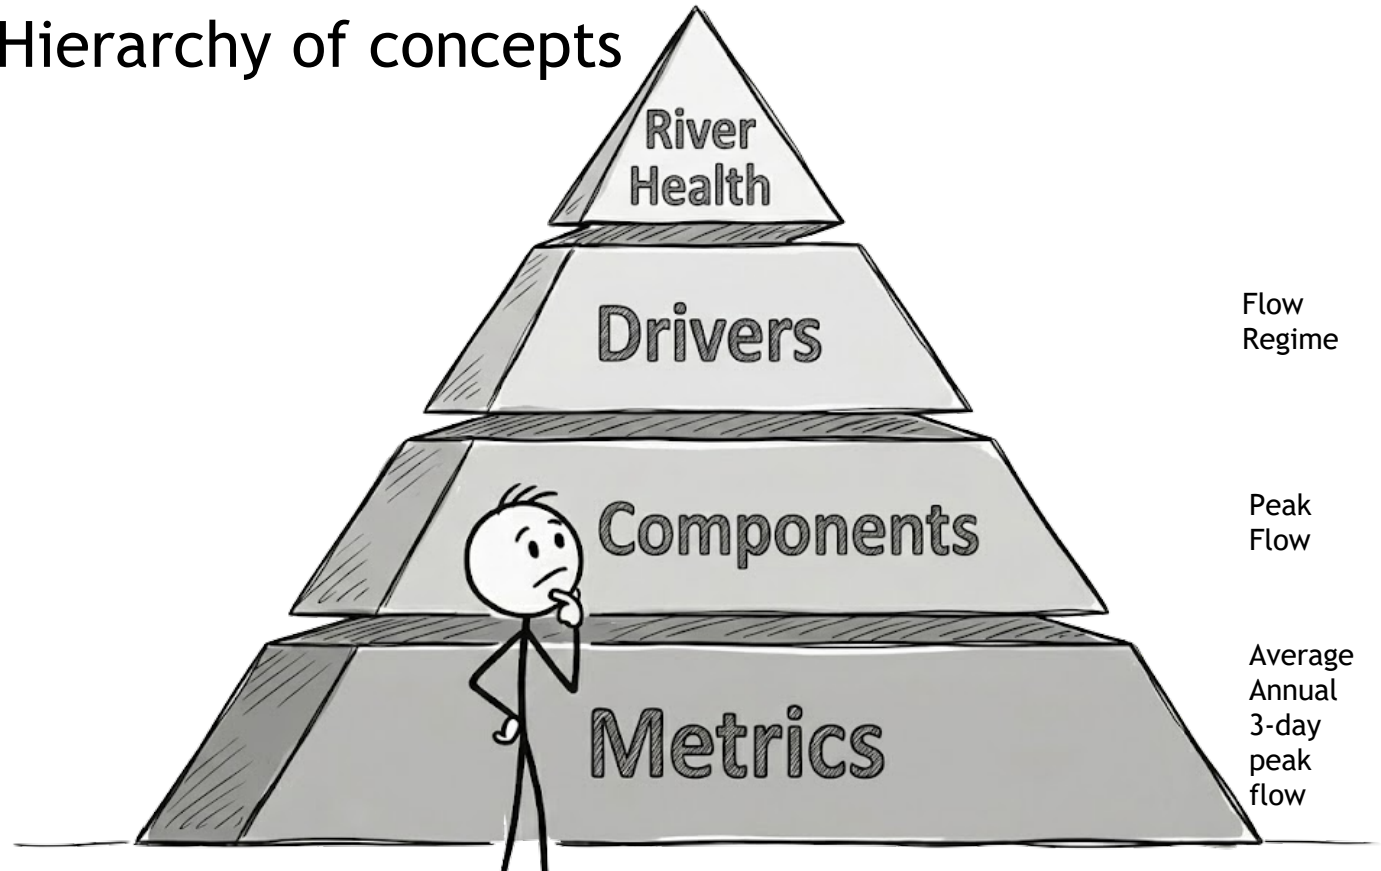 Hierarchy of concepts
River
Health
Drivers
Flow
Regime
Components
Peak
Flow
Metrics
Average
Annual
3-day
peak
flow